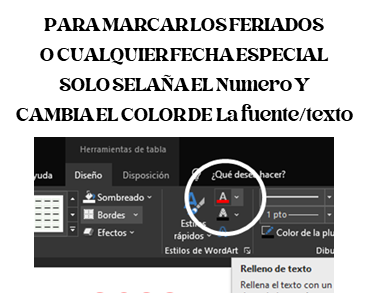 PARA MARCAR LOS FERIADOS
O CUALQUIER FECHA ESPECIAL
SOLO SELAÑA EL Numero Y
CAMBIA EL COLOR DE La fuente/texto
Herramientas de tabla
yuda Diseño Disposición ¿Qué dese hacer?
Sombreado
Bordes
Efectos
A
A
Estilos
rápidos
Estilos de WordArt
1 pto
Color de la plu
Dibu
Relleno de texto
Rellena el texto con un